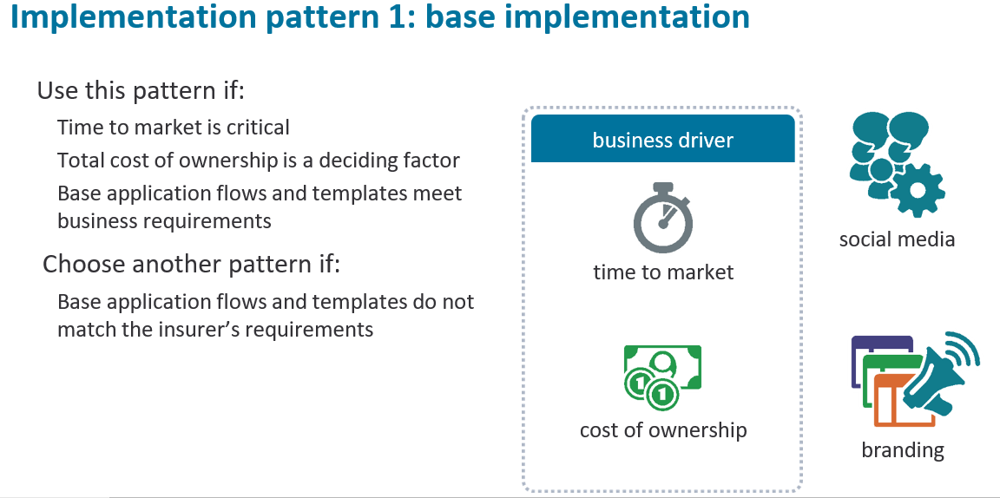 Implementation pattern 1: base implementation
Use this pattern if:
Time to market is critical
Total cost of ownership is a deciding factor
Base application flows and templates meet
business requirements
Choose another pattern if:
Base application flows and templates do not
match the insurer's requirements
business driver
time to market
1
1
cost of ownership
social media
branding